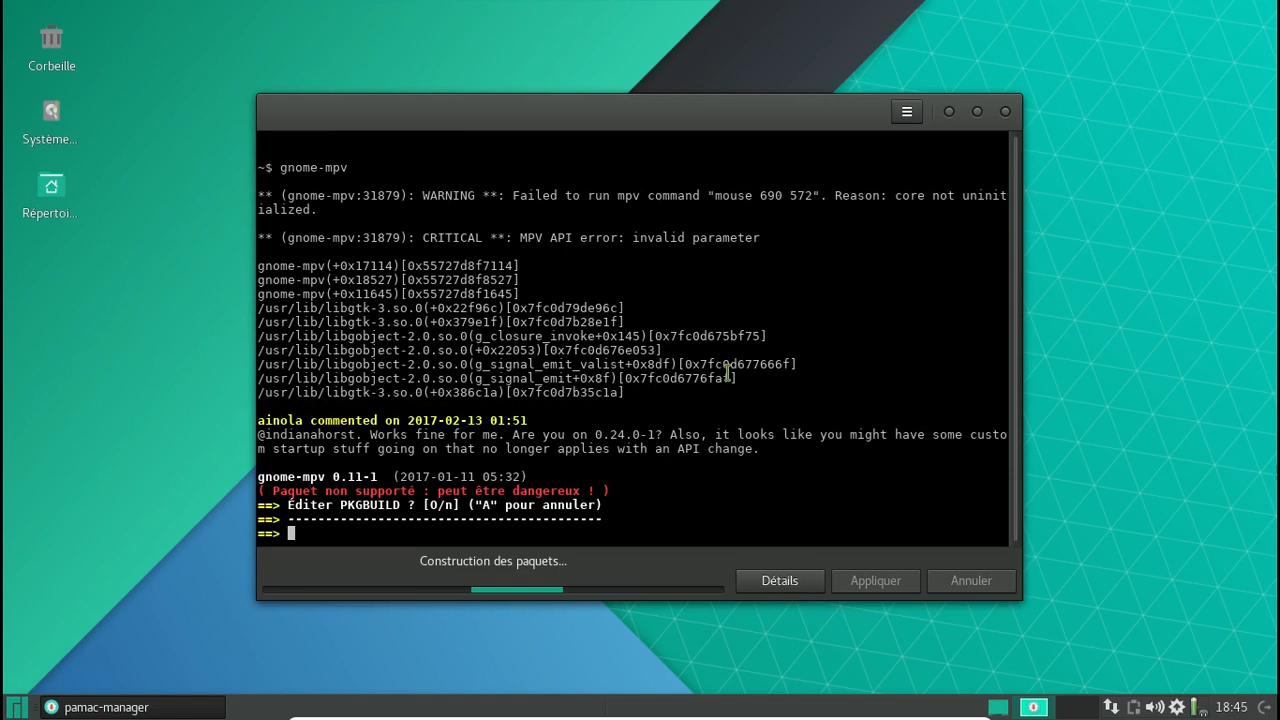 Corbeille
Système...
Répertoi...
~$ gnome-mpv
** (gnome-mpv:31879): WARNING **: Failed to run mpv command "mouse 690 572". Reason: core not uninit
ialized.
** (gnome-mpv:31879): CRITICAL **: MPV API error: invalid parameter
gnome-mpv(+0x17114)[0x55727d8f7114]
gnome-mpv(+0x18527)[0x55727d8f8527]
gnome-mpv(+0x11645)[0x55727d8f1645]
/usr/lib/libgtk-3.so.0(+0x22f96c)[0x7fc0d79de96c]
/usr/lib/libgtk-3.so.0(+0x379e1f)[0x7fc0d7b28e1f]
/usr/lib/libgobject-2.0.so.0(g_closure_invoke+0x145)[0x7fc0d675bf75]
/usr/lib/libgobject-2.0.so.0(+0x22053)[0x7fc0d676e053]
/usr/lib/libgobject-2.0.so.0(g_signal_emit_valist+0x8df)[0x7fc0d677666f]
/usr/lib/libgobject-2.0.so.0(g_signal_emit+0x8f)
/usr/lib/libgtk-3.so.0(+0x386c1a)[0x7fc0d7b35c1a]
ainola commented on 2017-02-13 01:51
@indianahorst. Works fine for me. Are you on 0.24.0-1? Also, it looks like you might have some custo
m startup stuff going on that no longer applies with an API change.
gnome-mpv 0.11-1 (2017-01-11 05:32)
( Paquet non supporté : peut être dangereux ! )
==> Éditer PKGBUILD ? [O/n] ("A" pour annuler)
==> ------------------------------------------
==>
Construction des paquets...
Détails
Appliquer
Annuler
pamac-manager
18:45